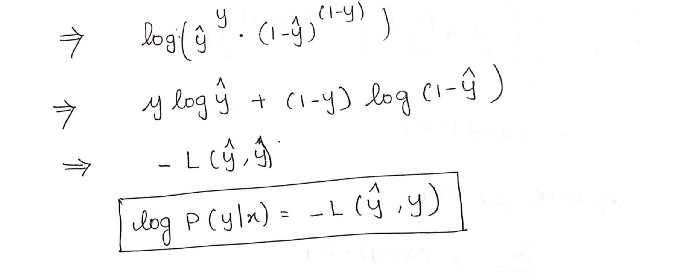 ⇒ log(ŷ^y · (1-ŷ)^(1-y))
⇒ y log ŷ + (1-y) log (1-ŷ)
⇒ - L(ŷ, ŷ)
log P(y|x) = -L(ŷ, y)